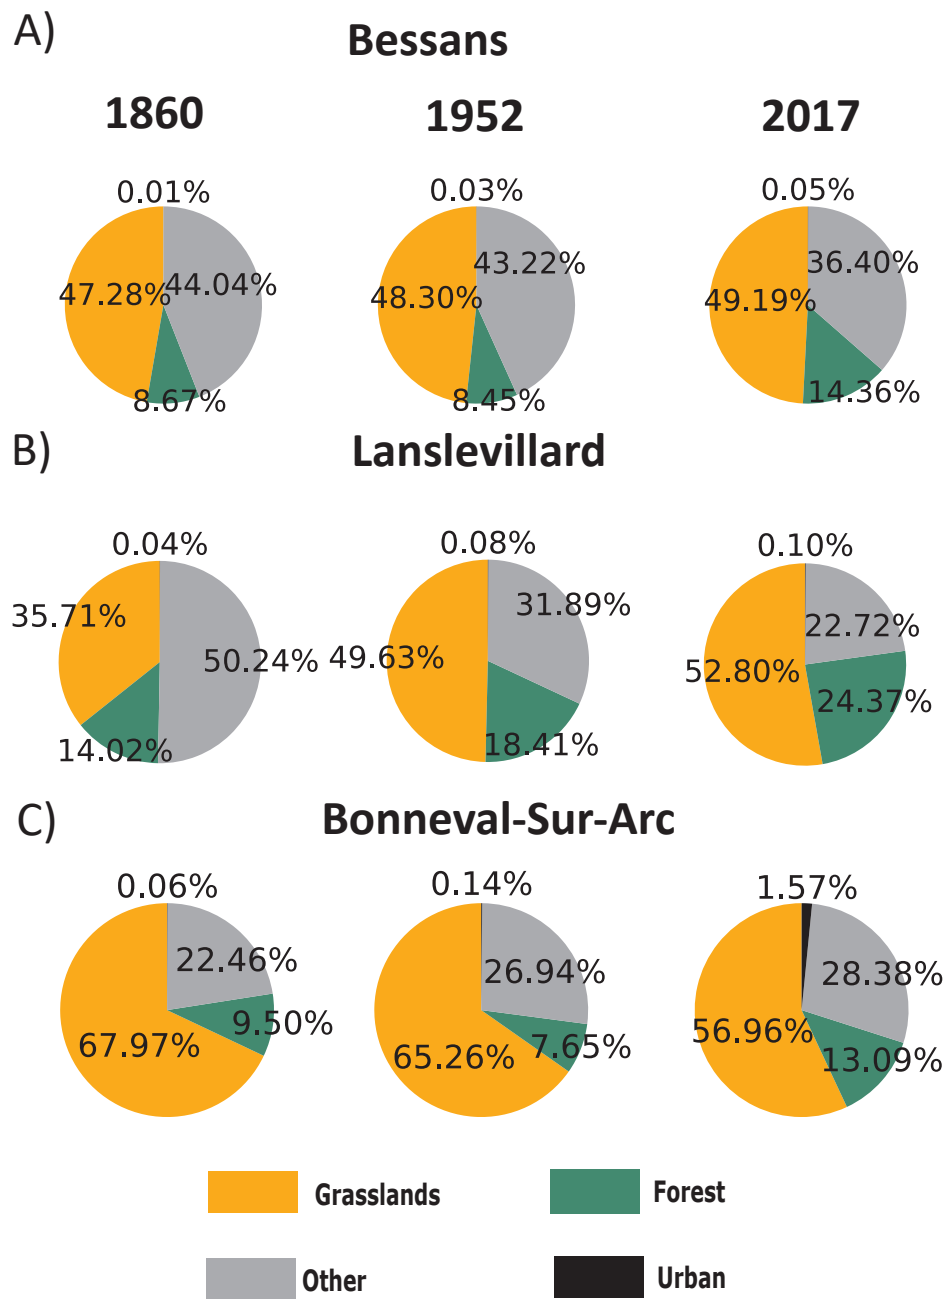 A)
Bessans
1860 1952 2017
0.01% 0.03% 0.05%
47.28% 44.04% 48.30% 43.22% 49.19% 36.40%
8.67% 8.45% 14.36%
B) Lanslevillard
0.04% 0.08% 0.10%
35.71% 50.24% 49.63% 31.89% 52.80% 22.72%
14.02% 18.41% 24.37%
C) Bonneval-Sur-Arc
0.06% 0.14% 1.57%
22.46% 26.94% 28.38%
67.97% 9.50% 65.26% 7.65% 56.96% 13.09%
Grasslands Forest
Other Urban